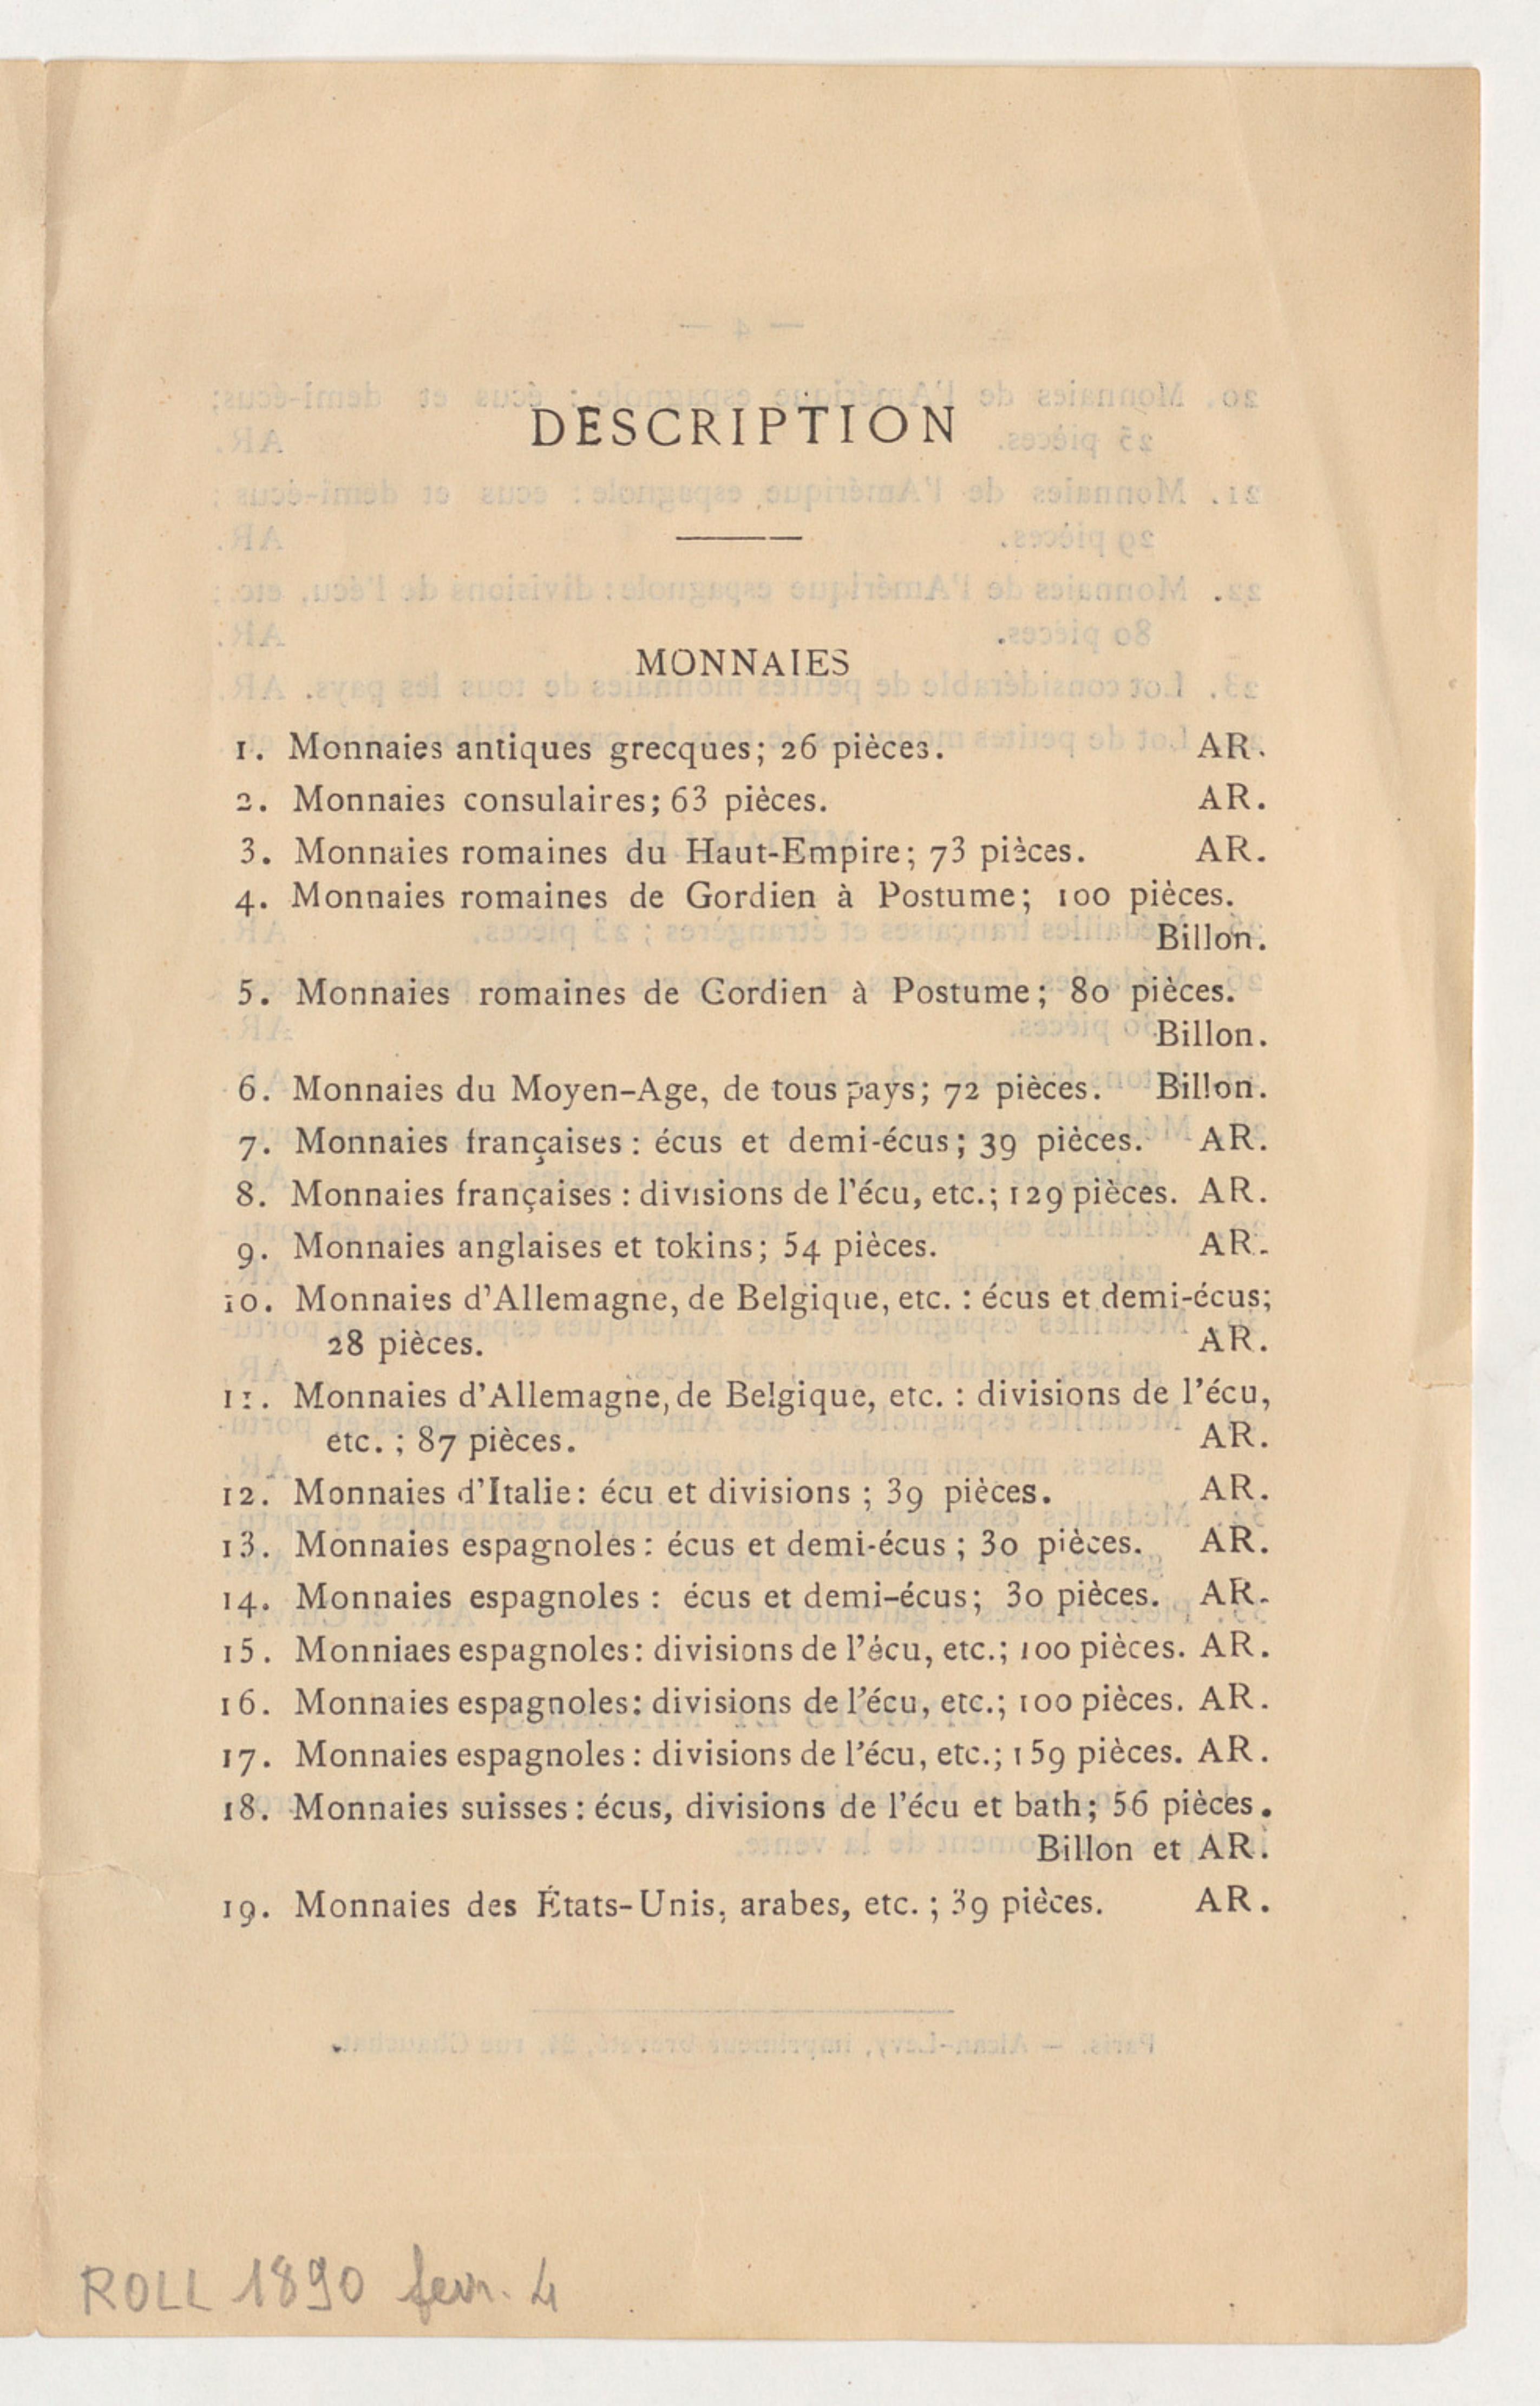 DESCRIPTION
MONNAIES
1. Monnaies antiques grecques; 26 pièces. AR.
2. Monnaies consulaires; 63 pièces. AR.
3. Monnaies romaines du Haut-Empire; 73 pièces. AR.
4. Monnaies romaines de Gordien à Postume; 100 pièces.
Billon.
5. Monnaies romaines de Gordien à Postume; 80 pièces.
Billon.
6. Monnaies du Moyen-Age, de tous pays; 72 pièces. Billon.
7. Monnaies françaises : écus et demi-écus; 39 pièces. AR.
8. Monnaies françaises : divisions de l'écu, etc.; 129 pièces. AR.
9. Monnaies anglaises et tokins; 54 pièces. AR.
10. Monnaies d'Allemagne, de Belgique, etc. : écus et demi-écus;
28 pièces. AR.
11. Monnaies d'Allemagne, de Belgique, etc. : divisions de l'écu,
etc. ; 87 pièces. AR.
12. Monnaies d'Italie: écu et divisions ; 39 pièces. AR.
13. Monnaies espagnoles : écus et demi-écus ; 30 pièces. AR.
14. Monnaies espagnoles : écus et demi-écus; 30 pièces. AR.
15. Monniaes espagnoles: divisions de l'écu, etc.; 100 pièces. AR.
16. Monnaies espagnoles: divisions de l'écu, etc.; 100 pièces. AR.
17. Monnaies espagnoles : divisions de l'écu, etc.; 159 pièces. AR.
18. Monnaies suisses : écus, divisions de l'écu et bath; 56 pièces.
Billon et AR.
19. Monnaies des États-Unis, arabes, etc. ; 39 pièces. AR.
ROLL 1890 fevr. 4